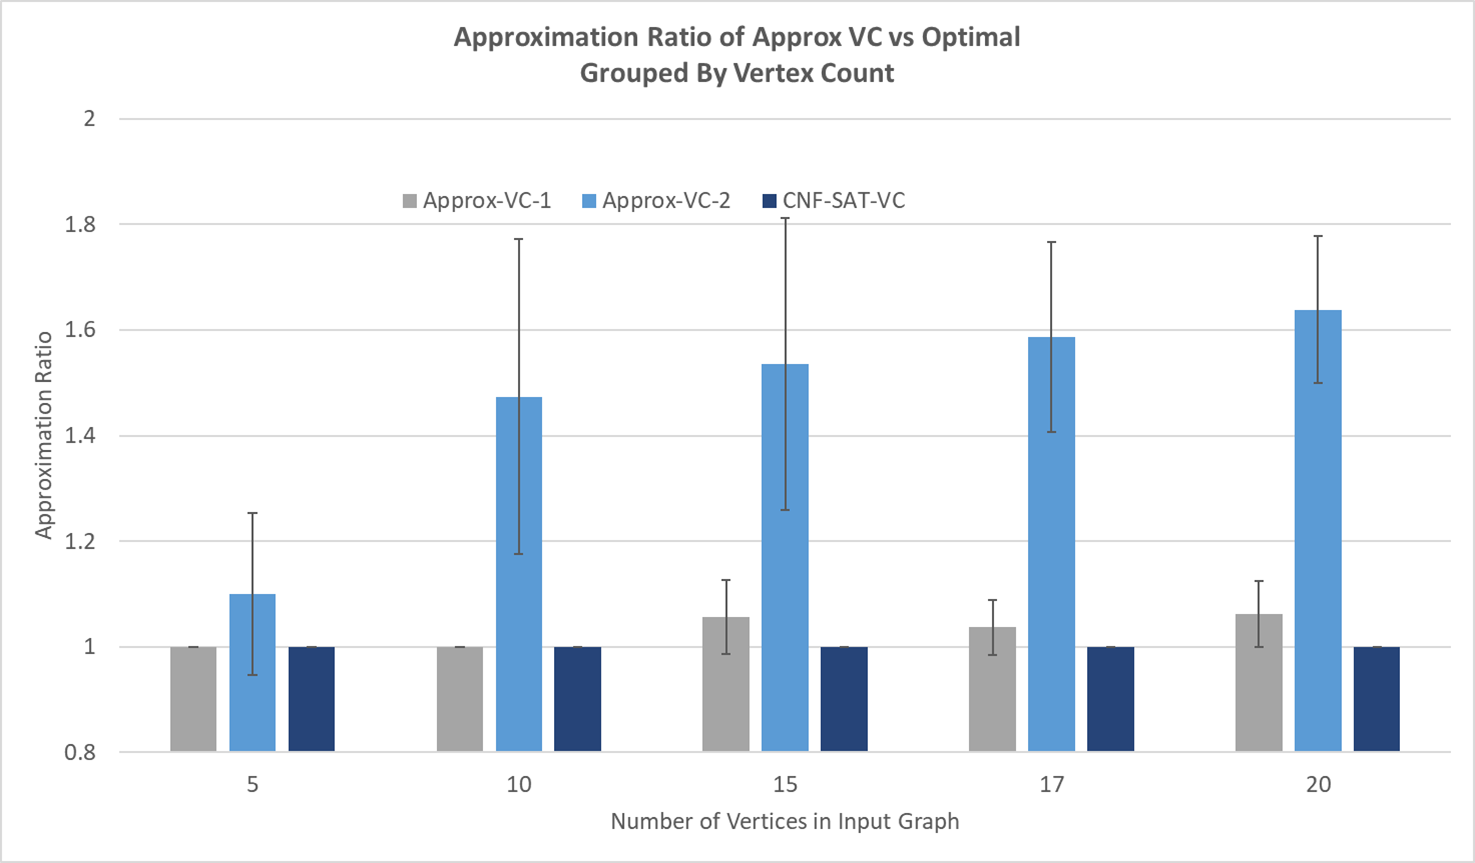 Approximation Ratio of Approx VC vs Optimal
Grouped By Vertex Count
2
Approx-VC-1 Approx-VC-2 CNF-SAT-VC
1.8
1.6
1.4
1.2
1
0.8
Approximation Ratio
5 10 15 17 20
Number of Vertices in Input Graph